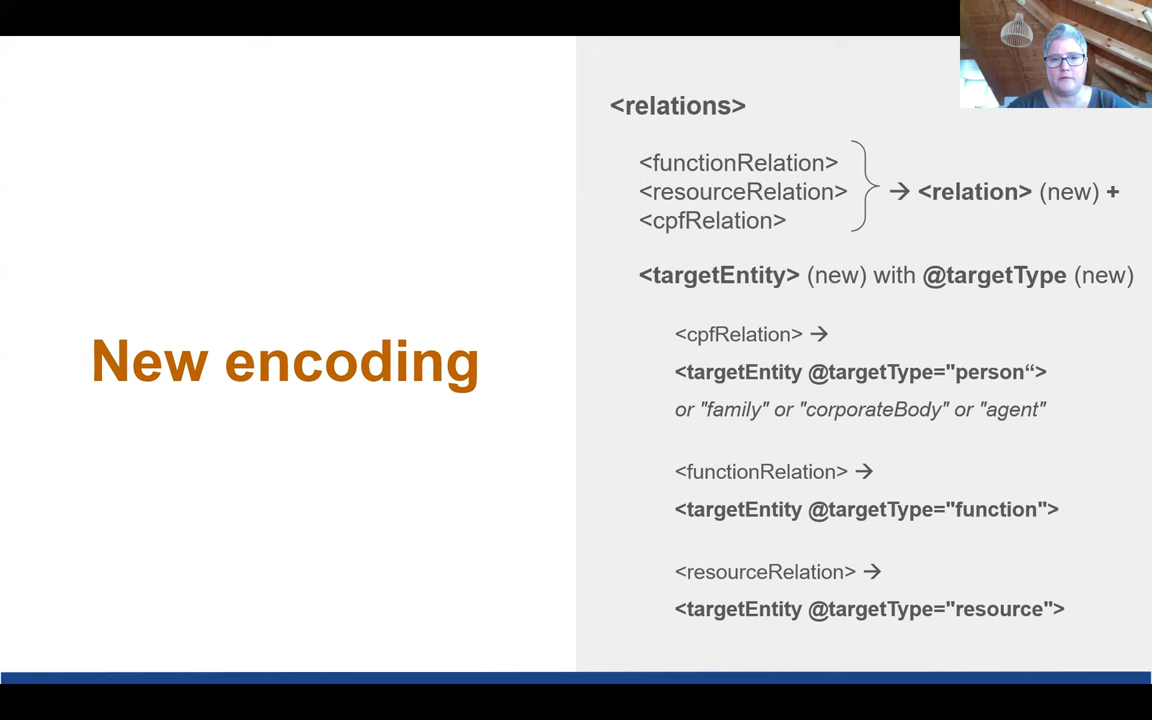 New encoding
<relations>
<functionRelation>
<resourceRelation> → <relation> (new) +
<cpfRelation>
<targetEntity> (new) with @targetType (new)
<cpfRelation> →
<targetEntity @targetType="person“>
or "family" or "corporateBody" or "agent"
<functionRelation> →
<targetEntity @targetType="function">
<resourceRelation> →
<targetEntity @targetType="resource">